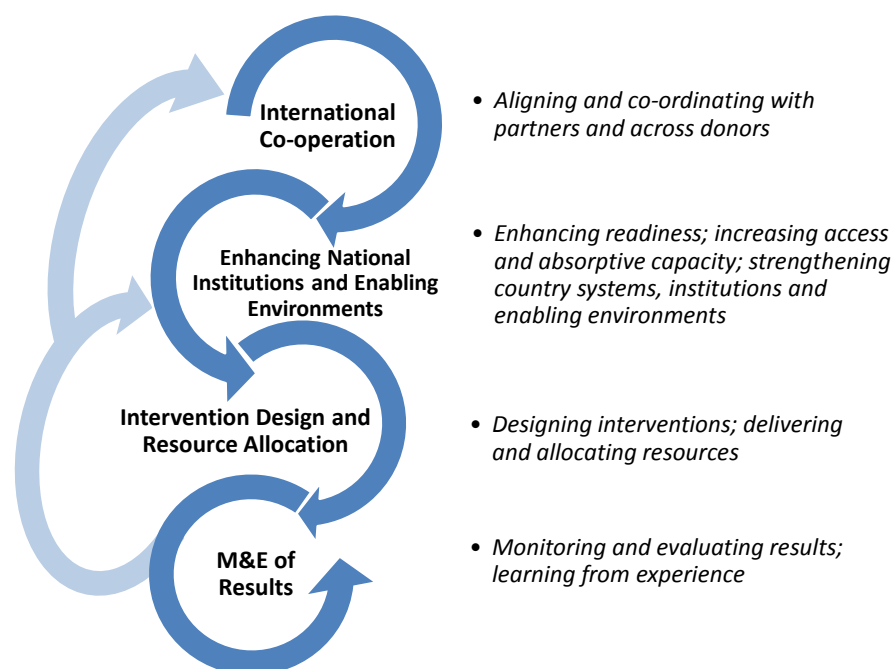 International
Co-operation
• Aligning and co-ordinating with
partners and across donors
Enhancing National
Institutions and Enabling
Environments
• Enhancing readiness; increasing access
and absorptive capacity; strengthening
country systems, institutions and
enabling environments
Intervention Design and
Resource Allocation
• Designing interventions; delivering
and allocating resources
M&E of
Results
• Monitoring and evaluating results;
learning from experience